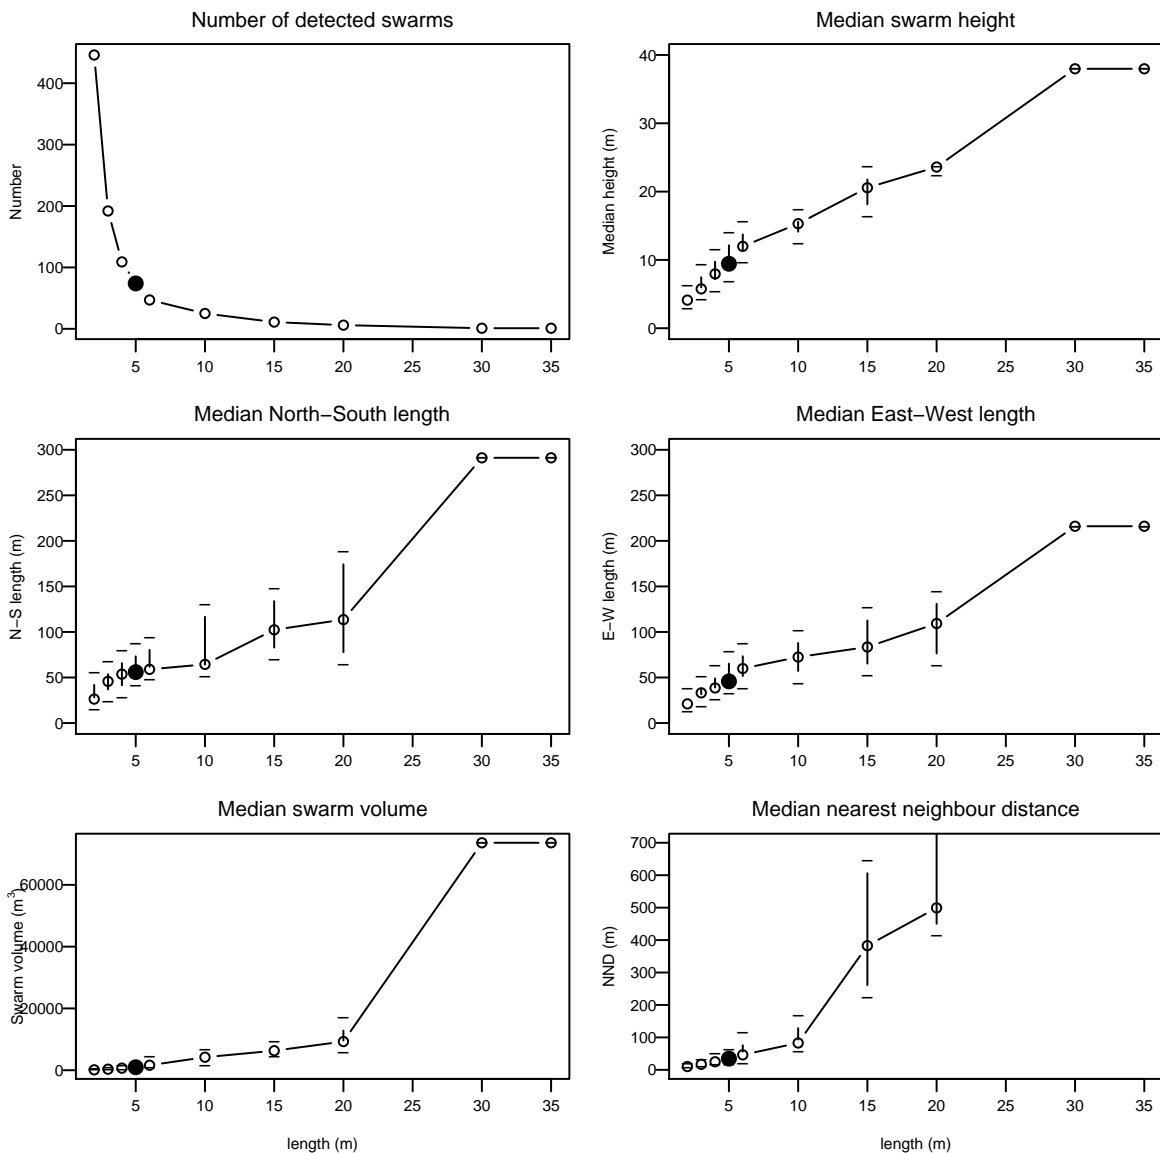 Number of detected swarms
Number
400
300
200
100
0
5 10 15 20 25 30 35
Median swarm height
Median height (m)
40
30
20
10
0
5 10 15 20 25 30 35
Median North−South length
N−S length (m)
300
250
200
150
100
50
0
5 10 15 20 25 30 35
Median East−West length
E−W length (m)
300
250
200
150
100
50
0
5 10 15 20 25 30 35
Median swarm volume
Swarm volume (m³)
60000
40000
20000
0
5 10 15 20 25 30 35
length (m)
Median nearest neighbour distance
NND (m)
700
600
500
400
300
200
100
0
5 10 15 20 25 30 35
length (m)